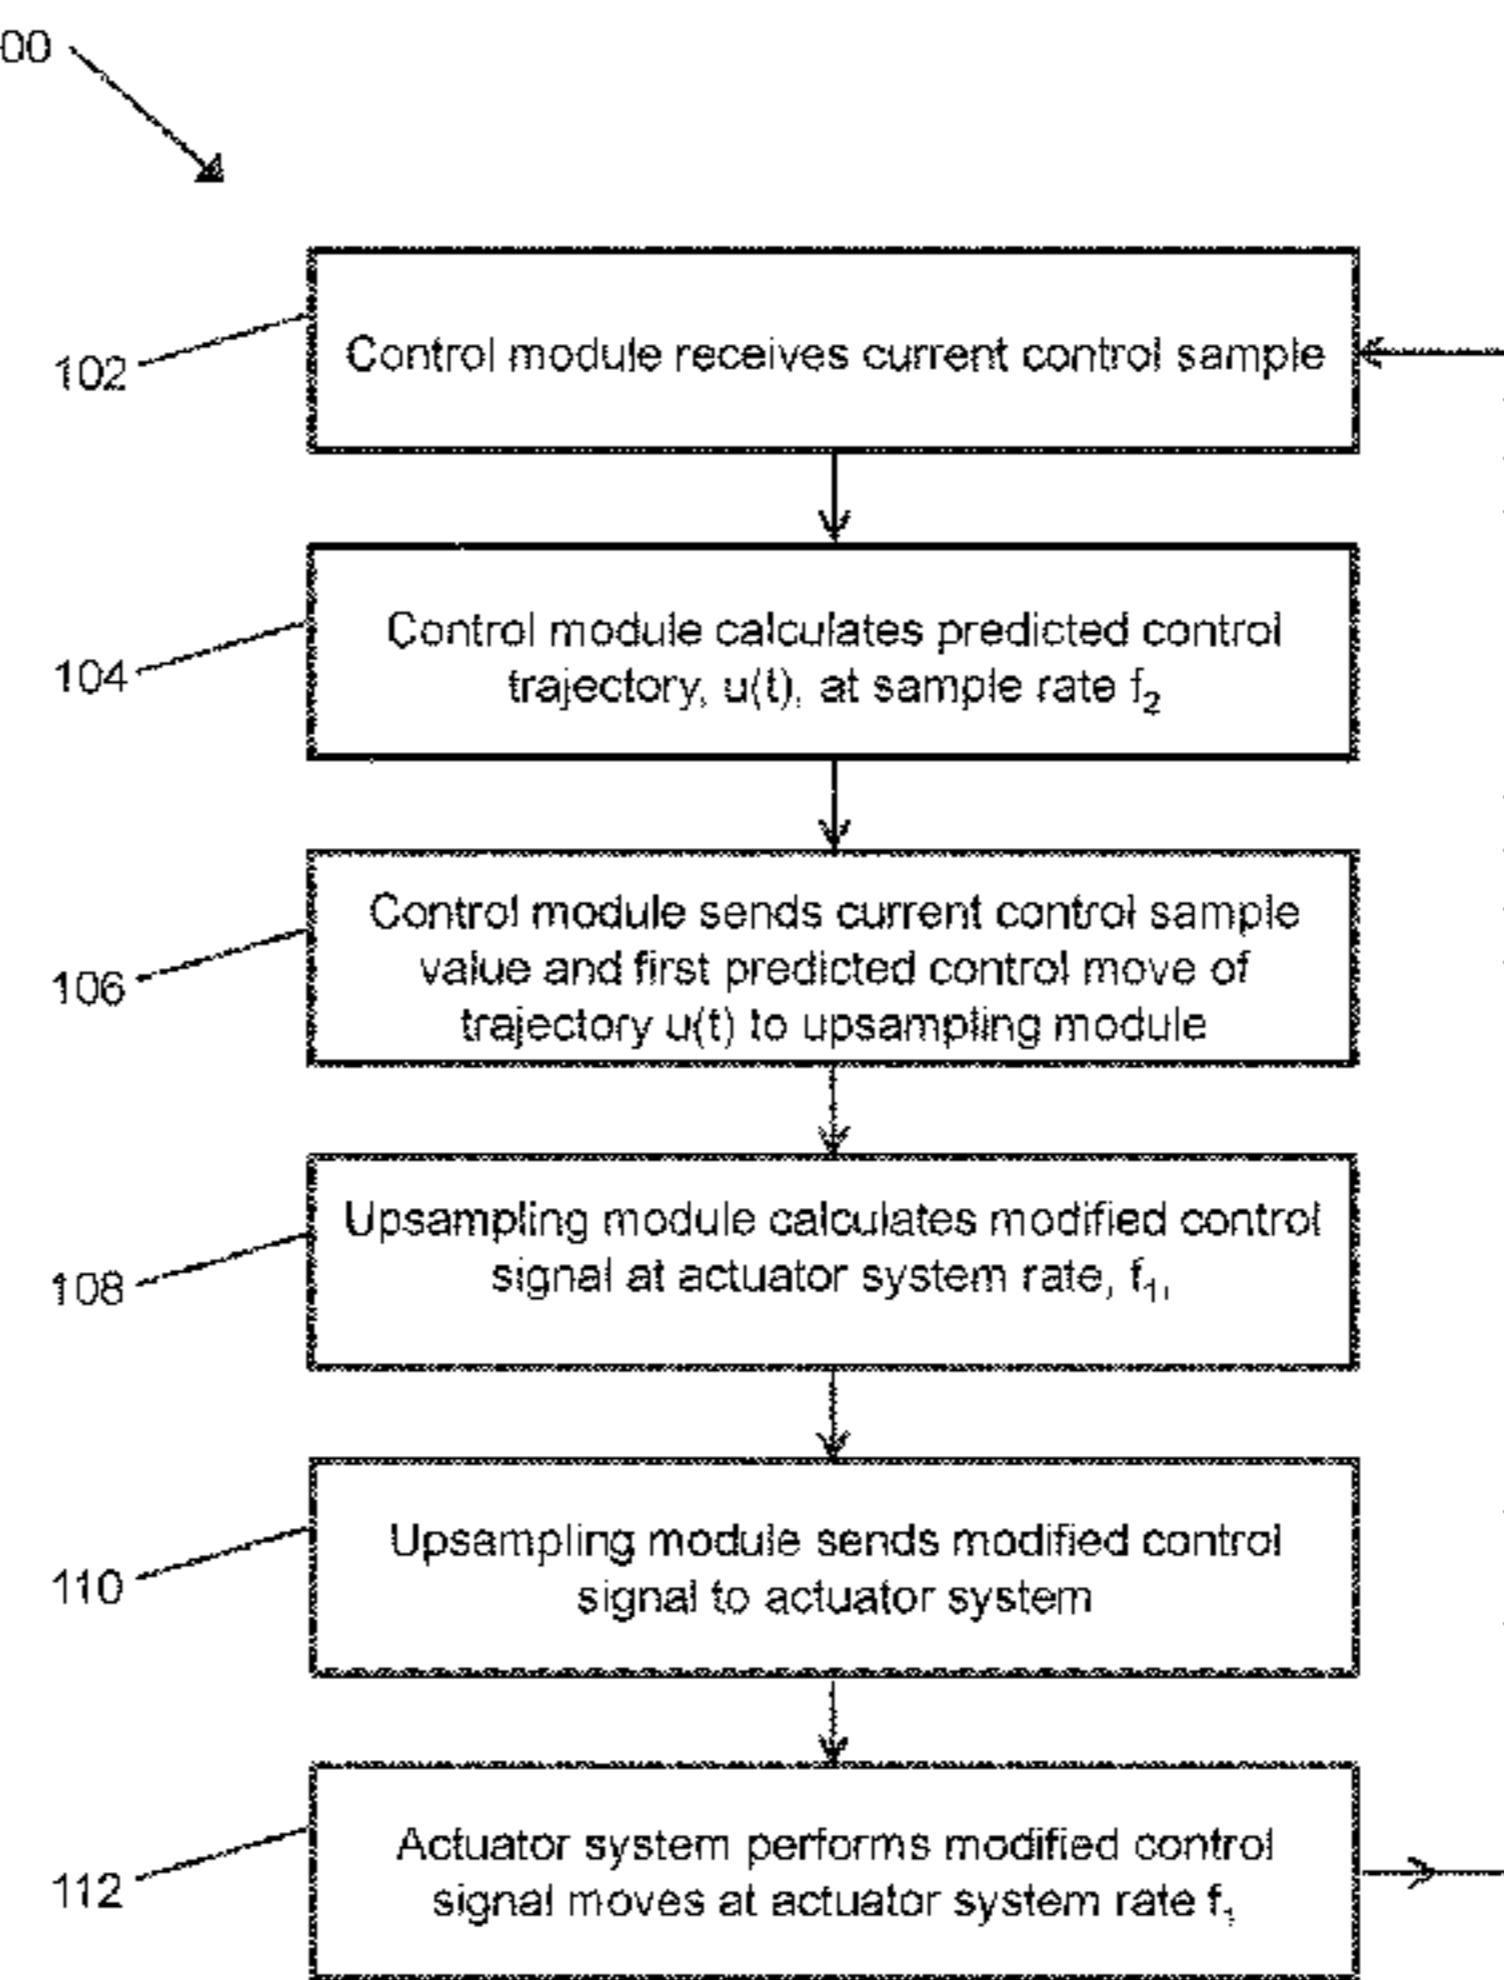 00
102
Control module receives current control sample
104
Control module calculates predicted control
trajectory, u(t), at sample rate f₂
106
Control module sends current control sample
value and first predicted control move of
trajectory u(t) to upsampling module
108
Upsampling module calculates modified control
signal at actuator system rate, f₁,
110
Upsampling module sends modified control
signal to actuator system
112
Actuator system performs modified control
signal moves at actuator system rate f₁